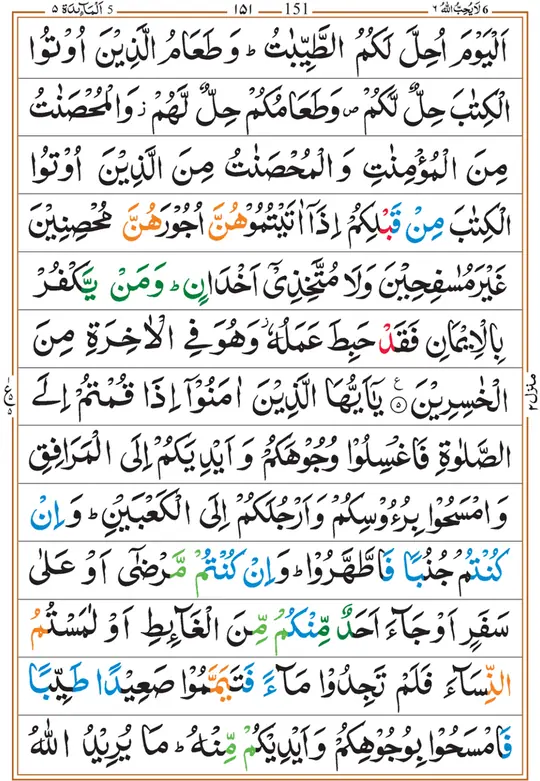 6 لَا يُحِبُّ اللّٰهُ ٦ 151 ١٥١ 5 اَلْمَآئِدَة ٥
اَلْيَوْمَ اُحِلَّ لَكُمُ الطَّيِّبٰتُ ؕ وَ طَعَامُ الَّذِيْنَ اُوْتُوا
الْكِتٰبَ حِلٌّ لَّكُمْ ۪ وَطَعَامُكُمْ حِلٌّ لَّهُمْ ؗ وَالْمُحْصَنٰتُ
مِنَ الْمُؤْمِنٰتِ وَ الْمُحْصَنٰتُ مِنَ الَّذِيْنَ اُوْتُوا
الْكِتٰبَ مِنْ قَبْلِكُمْ اِذَاۤ اٰتَيْتُمُوْهُنَّ اُجُوْرَهُنَّ مُحْصِنِيْنَ
غَيْرَ مُسٰفِحِيْنَ وَلَا مُتَّخِذِيْۤ اَخْدَانٍ ؕ وَمَنْ يَّكْفُرْ
بِالْاِيْمَانِ فَقَدْ حَبِطَ عَمَلُهٗ ؗ وَهُوَ فِي الْاٰخِرَةِ مِنَ
الْخٰسِرِيْنَ ۝٥ ع يٰۤاَيُّهَا الَّذِيْنَ اٰمَنُوْۤا اِذَا قُمْتُمْ اِلَى
الصَّلٰوةِ فَاغْسِلُوْا وُجُوْهَكُمْ وَ اَيْدِيَكُمْ اِلَى الْمَرَافِقِ
وَ امْسَحُوْا بِرُءُوْسِكُمْ وَ اَرْجُلَكُمْ اِلَى الْكَعْبَيْنِ ؕ وَ اِنْ
كُنْتُمْ جُنُبًا فَاطَّهَّرُوْا ؕ وَ اِنْ كُنْتُمْ مَّرْضٰۤى اَوْ عَلٰى
سَفَرٍ اَوْ جَآءَ اَحَدٌ مِّنْكُمْ مِّنَ الْغَآئِطِ اَوْ لٰمَسْتُمُ
النِّسَآءَ فَلَمْ تَجِدُوْا مَآءً فَتَيَمَّمُوْا صَعِيْدًا طَيِّبًا
فَامْسَحُوْا بِوُجُوْهِكُمْ وَ اَيْدِيْكُمْ مِّنْهُ ؕ مَا يُرِيْدُ اللّٰهُ
منزل ٢